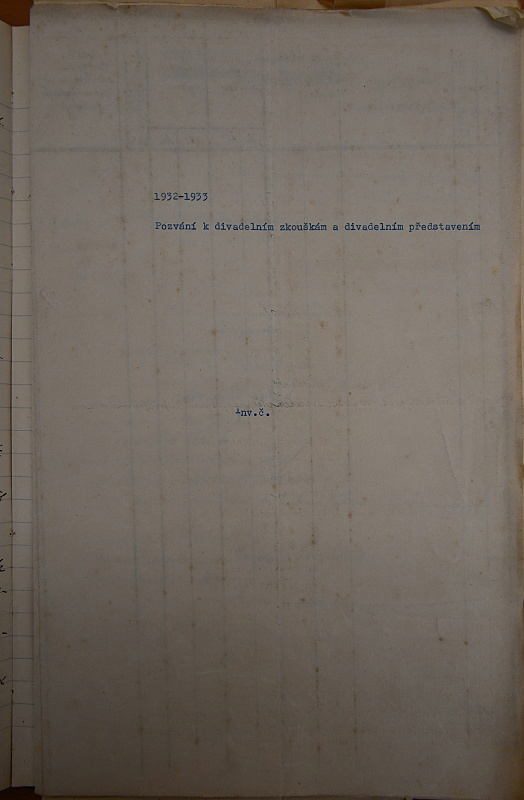 1932-1933
Pozvání k divadelním zkouškám a divadelním představením
Inv.č.